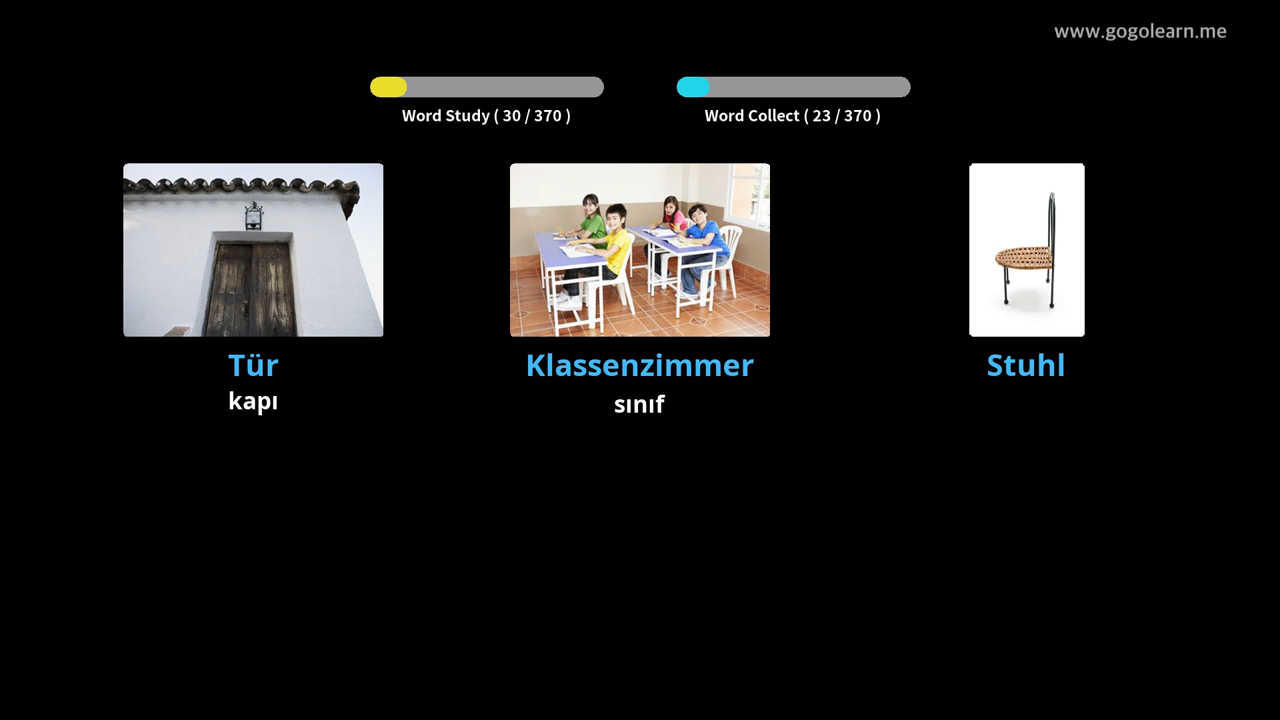 www.gogolearn.me
Word Study ( 30 / 370 )
Word Collect ( 23 / 370 )
Tür
kapı
Klassenzimmer
sınıf
Stuhl